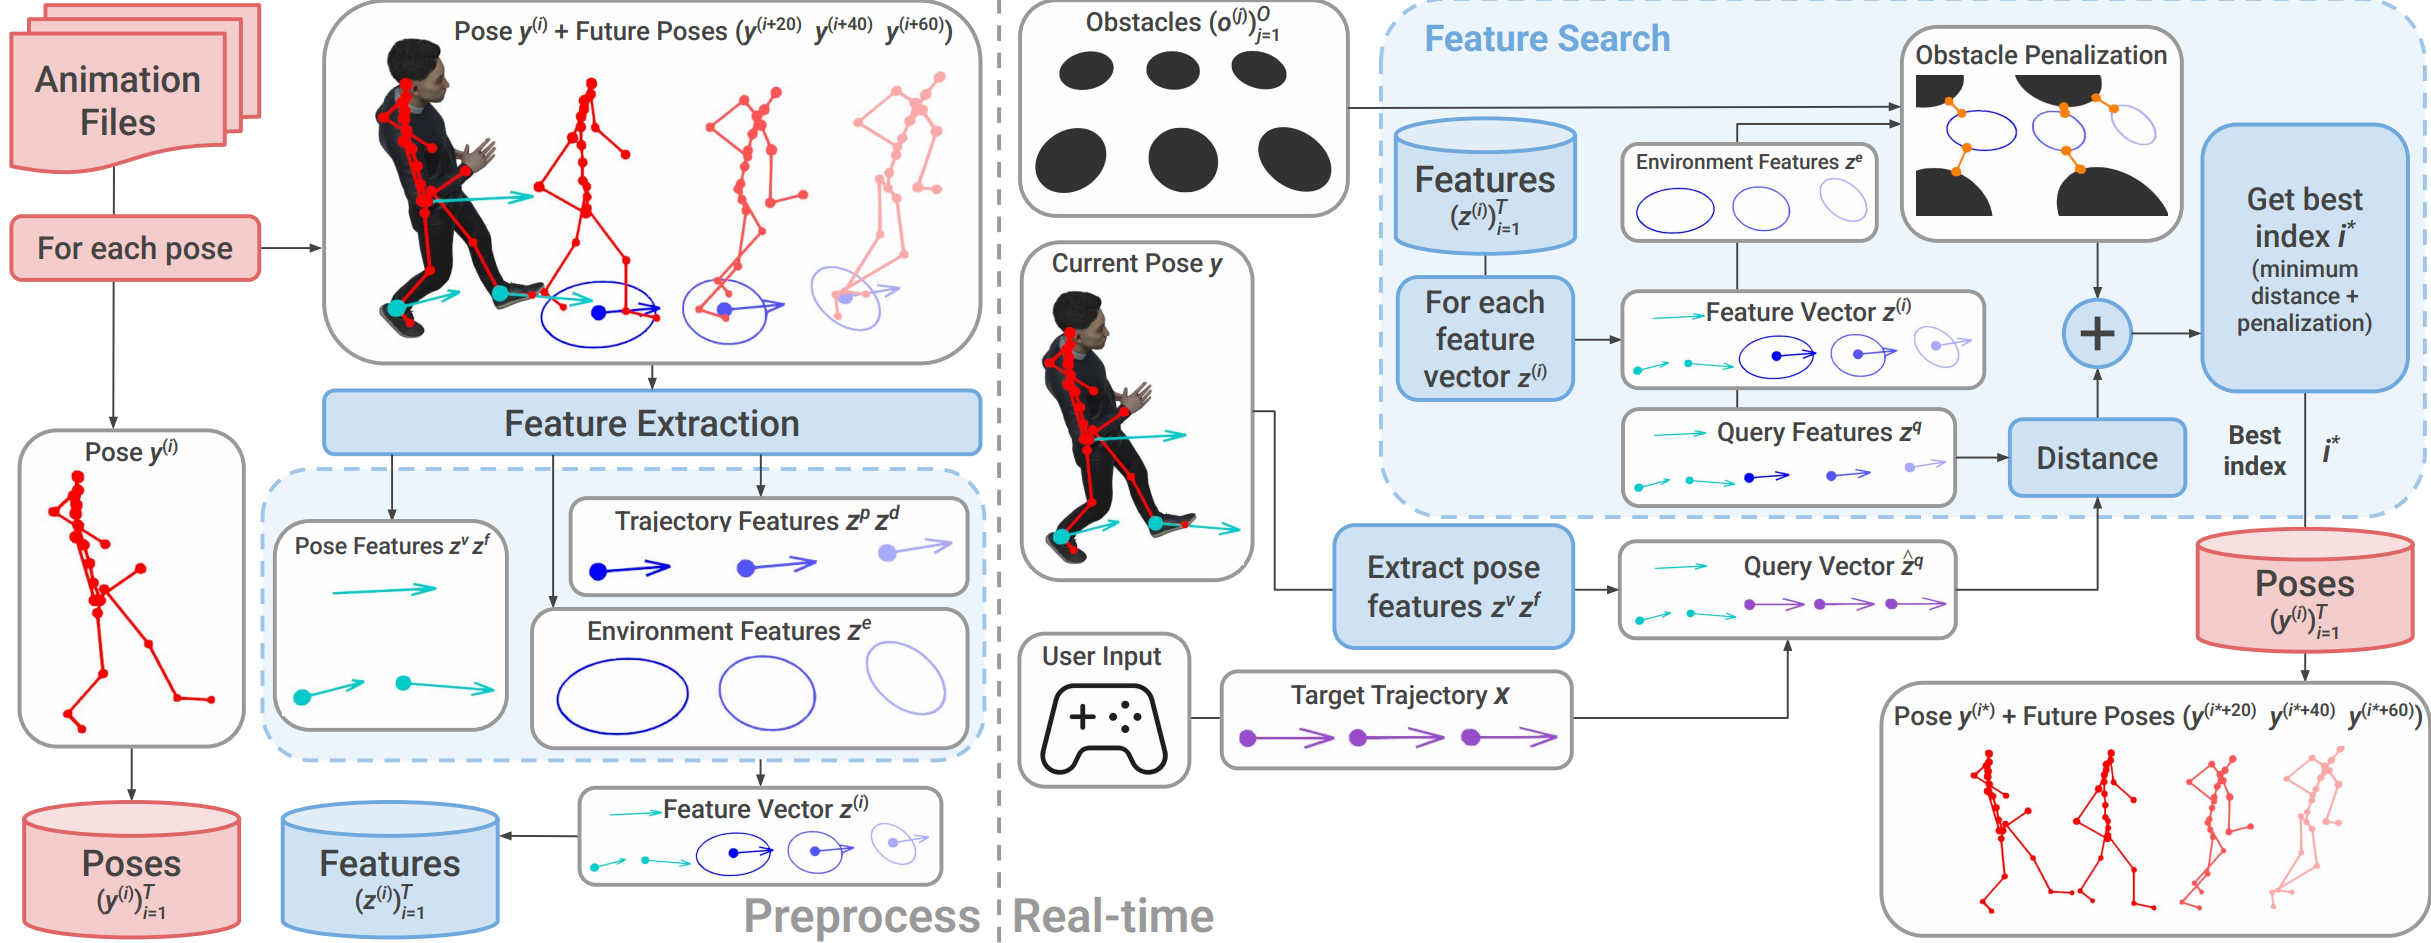 Animation
Files
For each pose
Pose y^(i) + Future Poses (y^(i+20) y^(i+40) y^(i+60))
Feature Extraction
Pose y^(i)
Pose Features z^v z^f
Trajectory Features z^p z^d
Environment Features z^e
Feature Vector z^(i)
Poses
(y^(i))_{i=1}^T
Features
(z^(i))_{i=1}^T
Preprocess
Real-time
Obstacles (o^(j))_{j=1}^O
Current Pose y
User Input
Target Trajectory x
Extract pose
features z^v z^f
Query Vector ẑ^q
Feature Search
Features
(z^(i))_{i=1}^T
For each
feature
vector z^(i)
Environment Features z^e
Feature Vector z^(i)
Query Features z^q
Obstacle Penalization
+
Distance
Get best
index i*
(minimum
distance +
penalization)
Best
index
i*
Poses
(y^(i))_{i=1}^T
Pose y^(i*) + Future Poses (y^(i*+20) y^(i*+40) y^(i*+60))